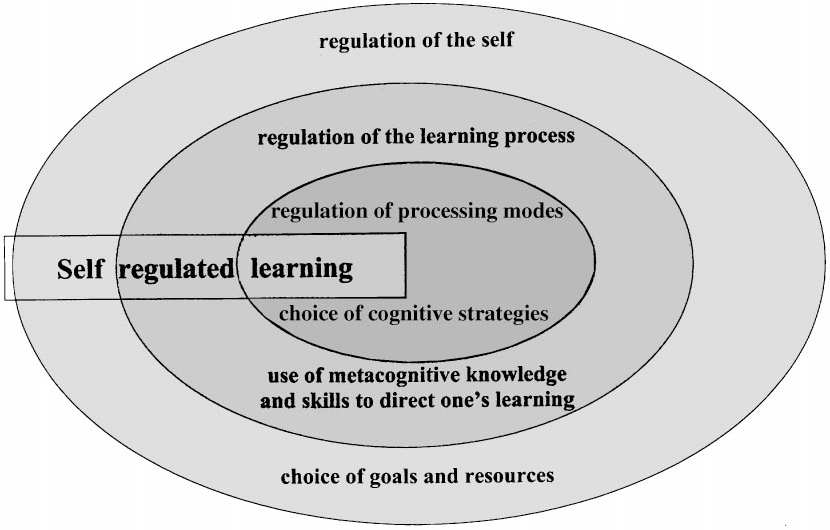 regulation of the self
regulation of the learning process
regulation of processing modes
Self regulated learning
choice of cognitive strategies
use of metacognitive knowledge
and skills to direct one's learning
choice of goals and resources